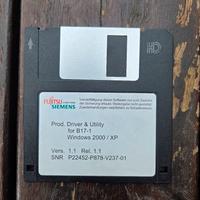 HD
FUJITSU COMPUTERS
SIEMENS
Prod. Driver & Utility
for B17-1
Windows 2000 / XP
Vers. 1.1 Rel. 1.1
SNR P22452-P878-V237-01